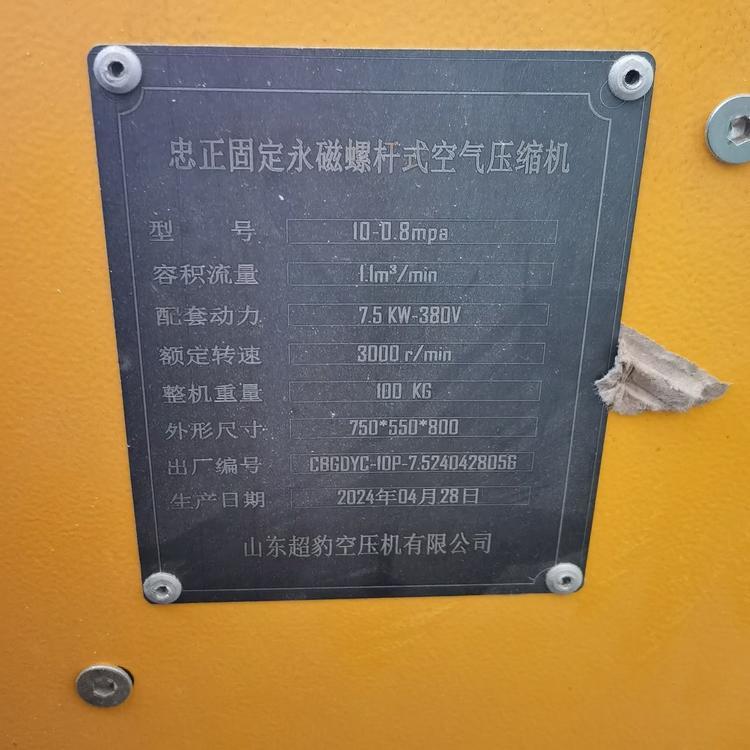 忠正固定永磁螺杆式空气压缩机
型 号 10-0.8mpa
容积流量 1.1m³/min
配套动力 7.5 KW-380V
额定转速 3000 r/min
整机重量 100 KG
外形尺寸 750*550*800
出厂编号 CBGDYC-10P-7.5240428056
生产日期 2024年04月28日
山东超豹空压机有限公司